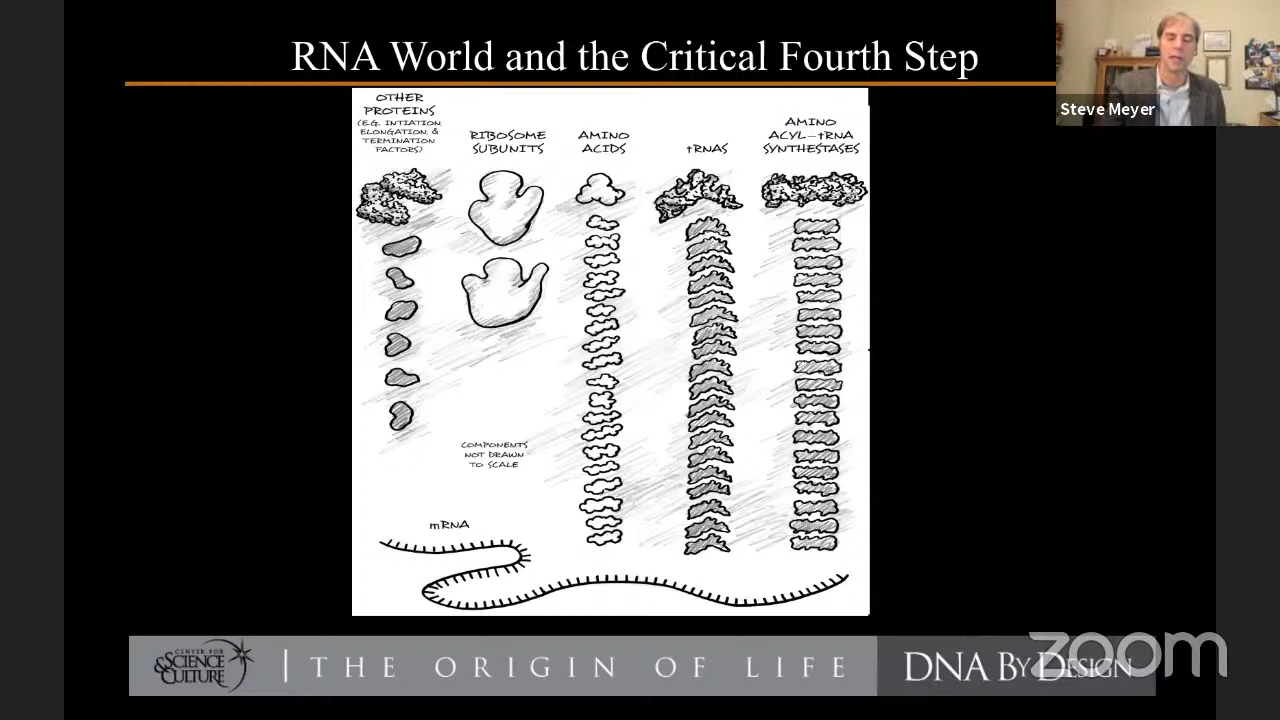 RNA World and the Critical Fourth Step
Steve Meyer
OTHER
PROTEINS
(E.G. INTIATION,
ELONGATION, &
TERMINATION
FACTORS)
RIBOSOME
SUBUNITS
AMINO
ACIDS
tRNAS
AMINO
ACYL-tRNA
SYNTHESTASES
COMPONENTS
NOT DRAWN
TO SCALE
mRNA
CENTER FOR
SCIENCE
& CULTURE
THE ORIGIN OF LIFE
DNA BY DESIGN
zoom